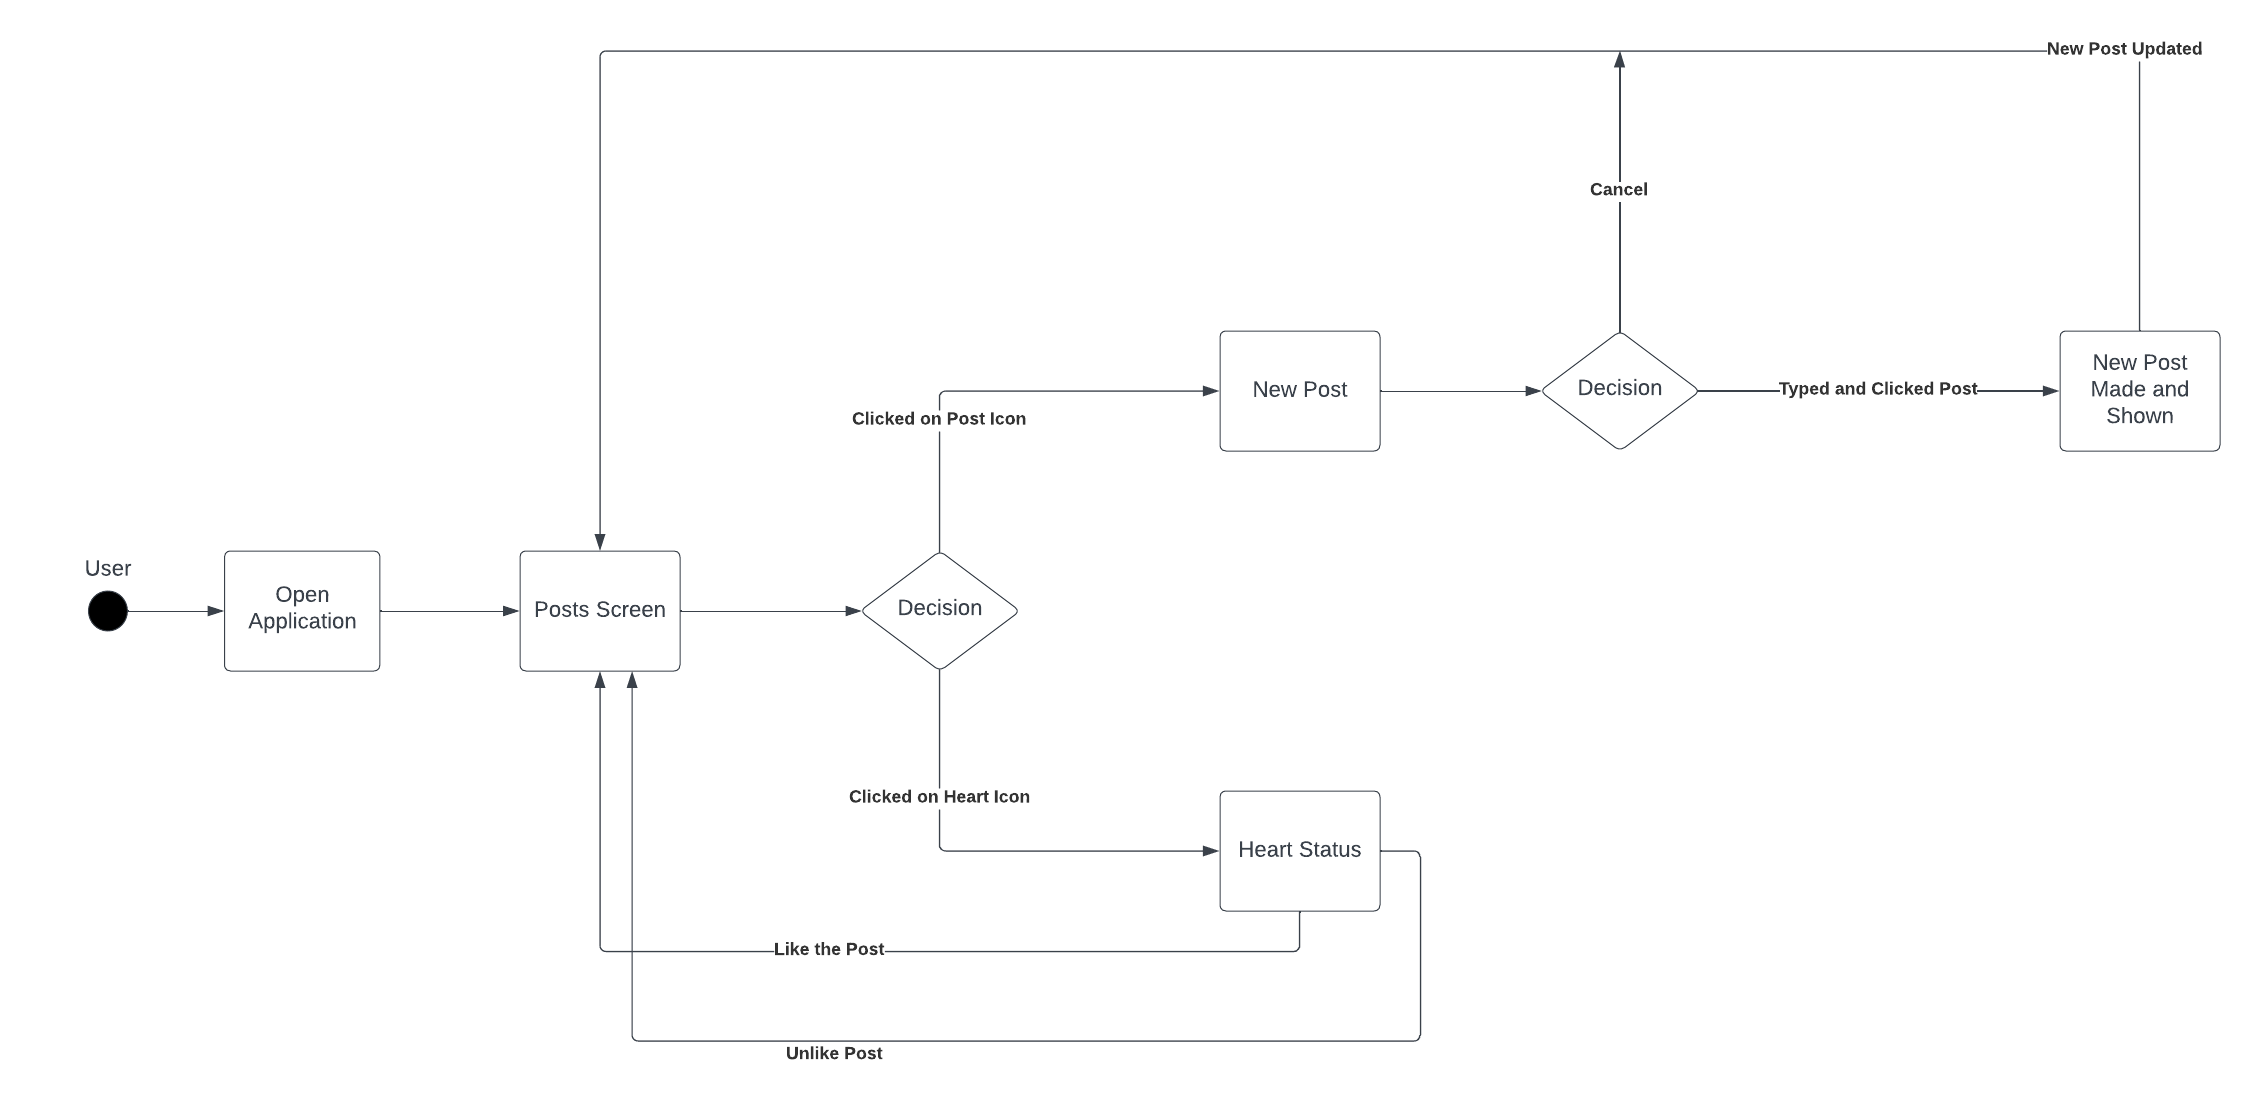 New Post Updated
Cancel
New Post
Decision
Typed and Clicked Post
New Post
Made and
Shown
Clicked on Post Icon
User
Open
Application
Posts Screen
Decision
Clicked on Heart Icon
Heart Status
Like the Post
Unlike Post